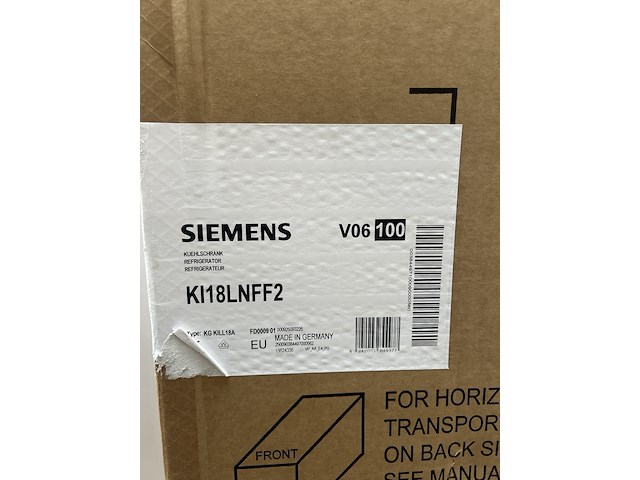 SIEMENS
V06 100
KUEHLSCHRANK
REFRIGERATOR
REFRIGERATEUR
KI18LNFF2
Type: KG KILL18A
FD0009 01
EU
MADE IN GERMANY
FOR HORIZ
TRANSPOR
ON BACK SI
SEE MANUA
FRONT